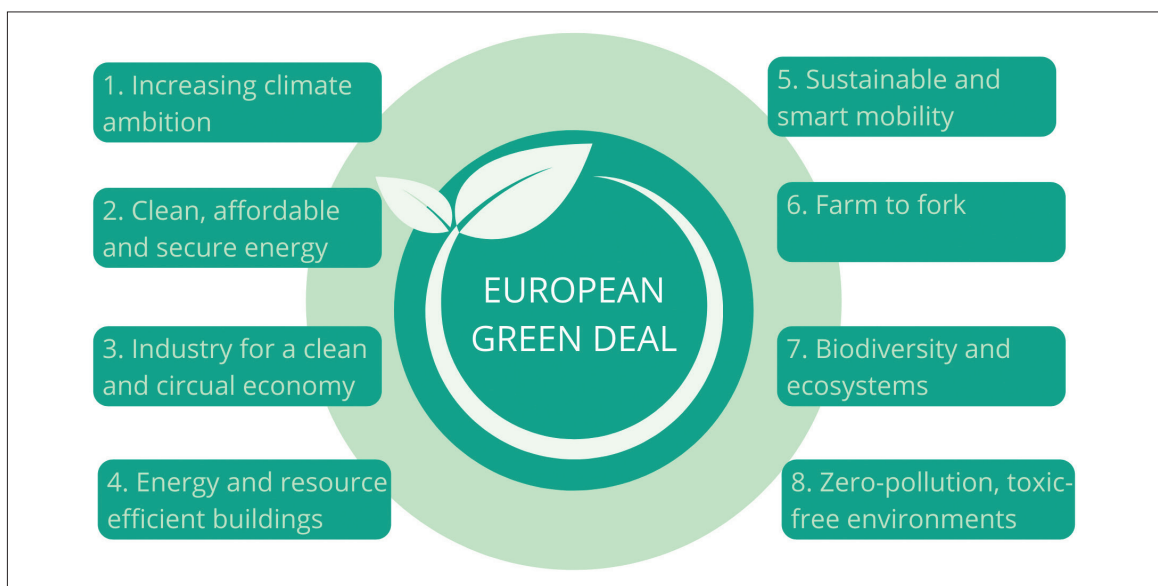 1. Increasing climate
ambition
2. Clean, affordable
and secure energy
3. Industry for a clean
and circual economy
4. Energy and resource
efficient buildings
EUROPEAN
GREEN DEAL
5. Sustainable and
smart mobility
6. Farm to fork
7. Biodiversity and
ecosystems
8. Zero-pollution, toxic-
free environments